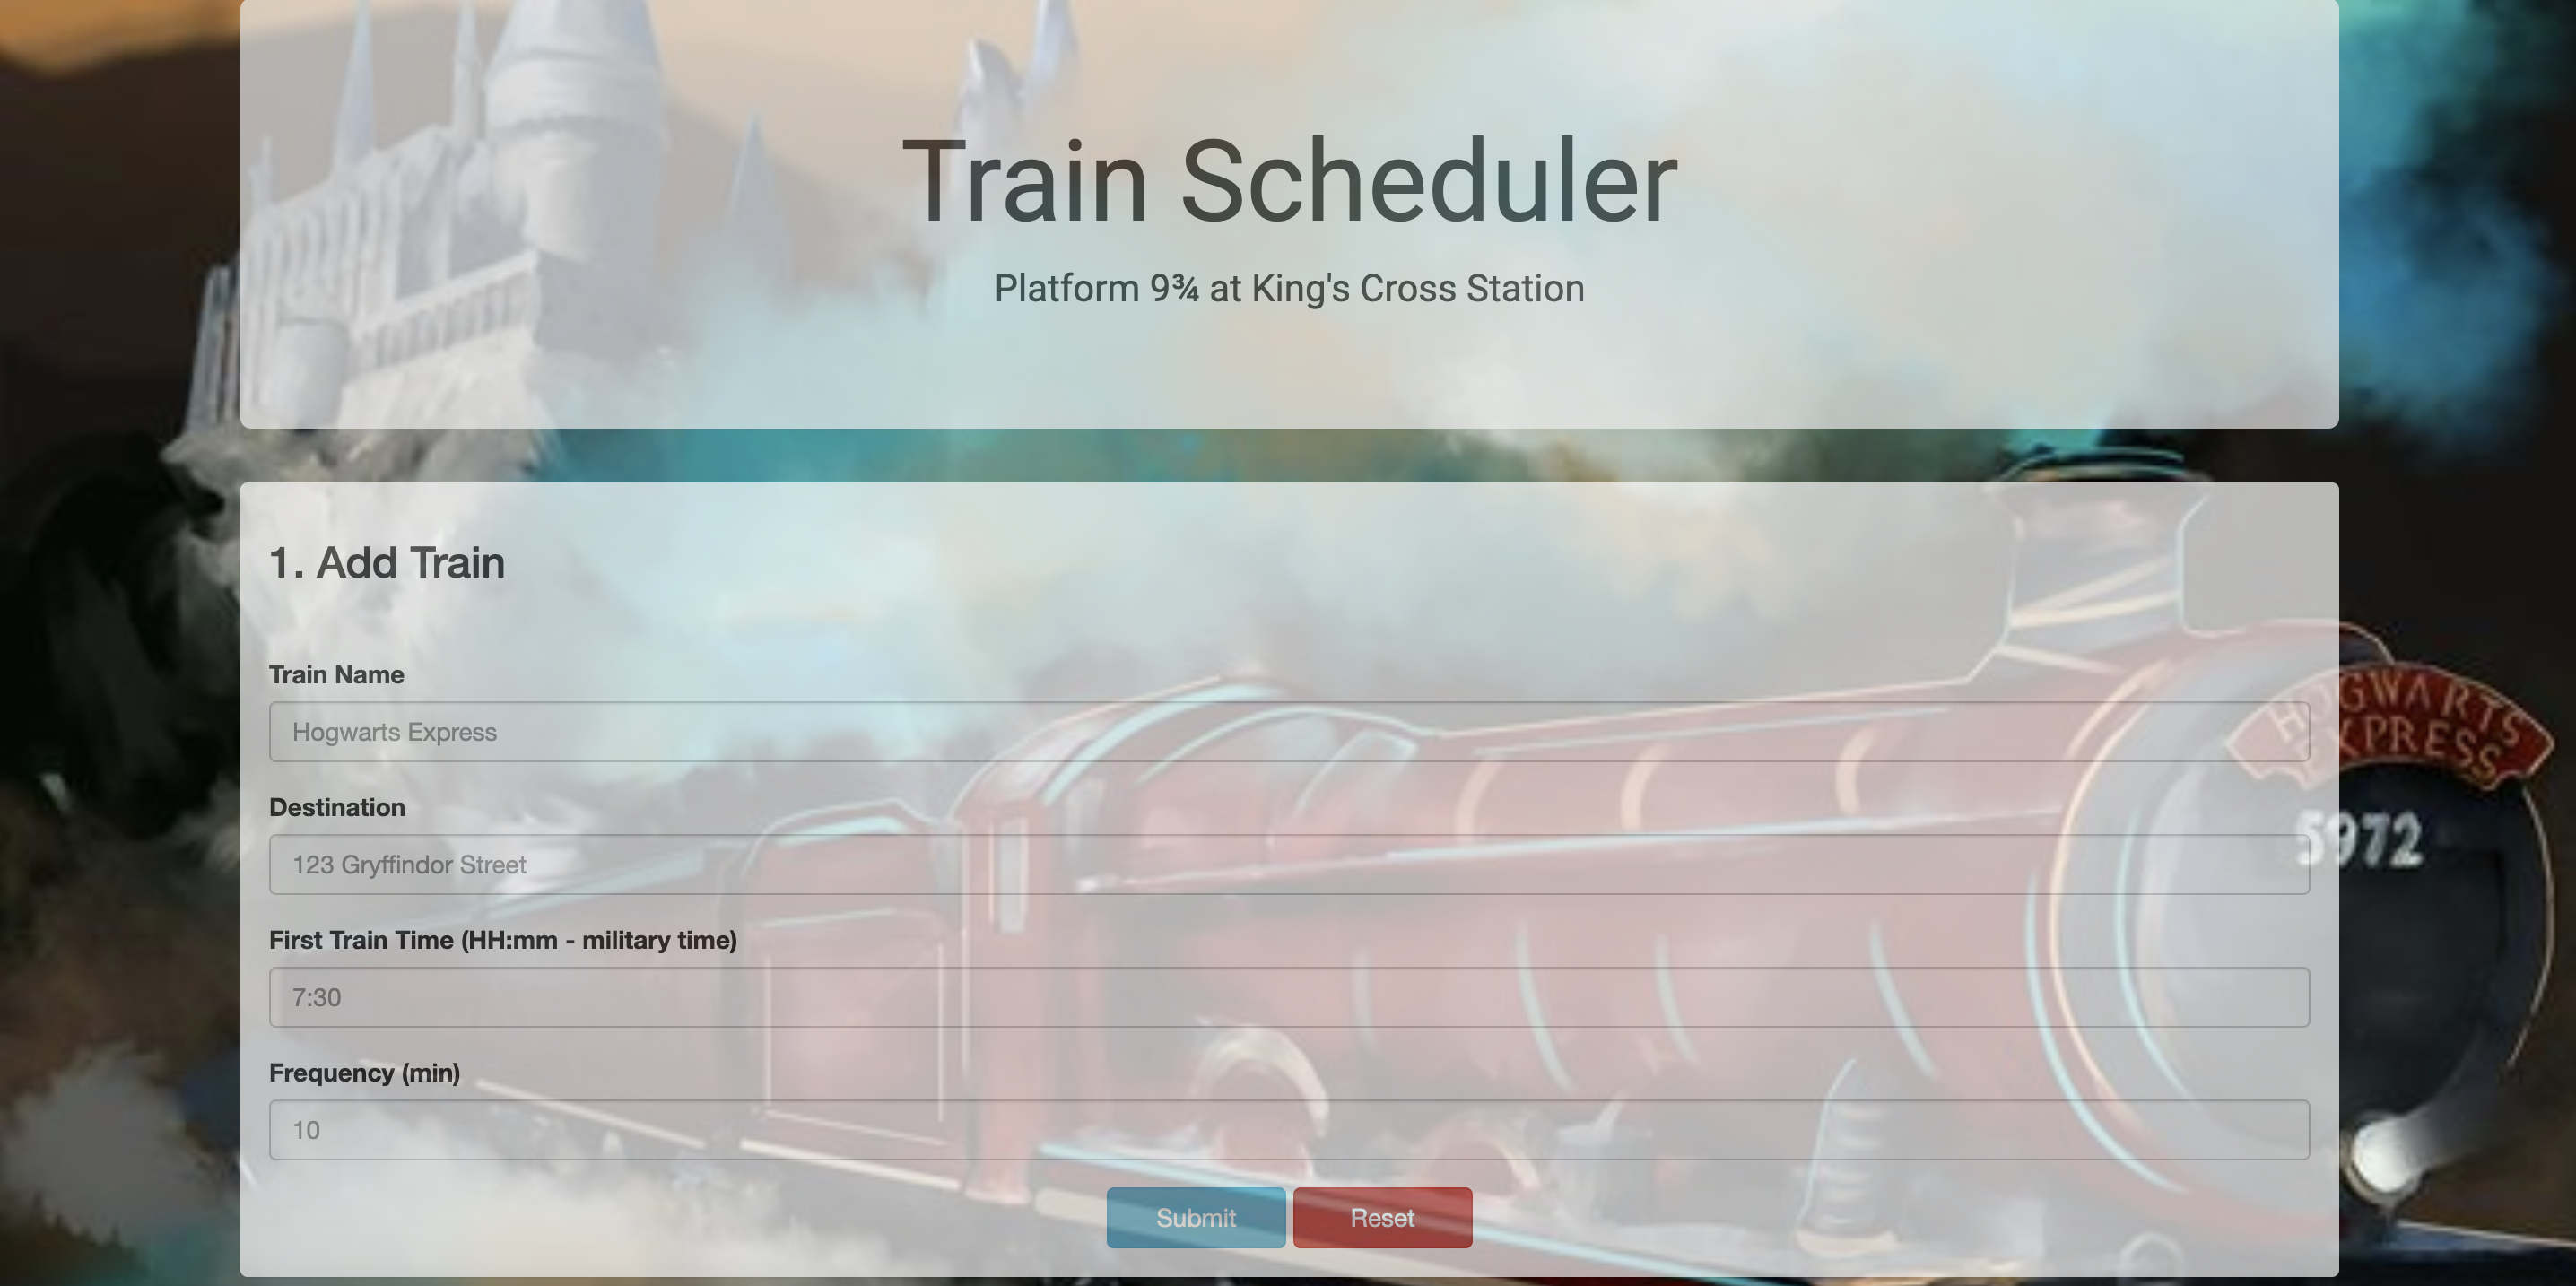 Train Scheduler
Platform 9¾ at King's Cross Station
1. Add Train
Train Name
Hogwarts Express
HOGWARTS
EXPRESS
Destination
123 Gryffindor Street
5972
First Train Time (HH:mm - military time)
7:30
Frequency (min)
10
Submit Reset